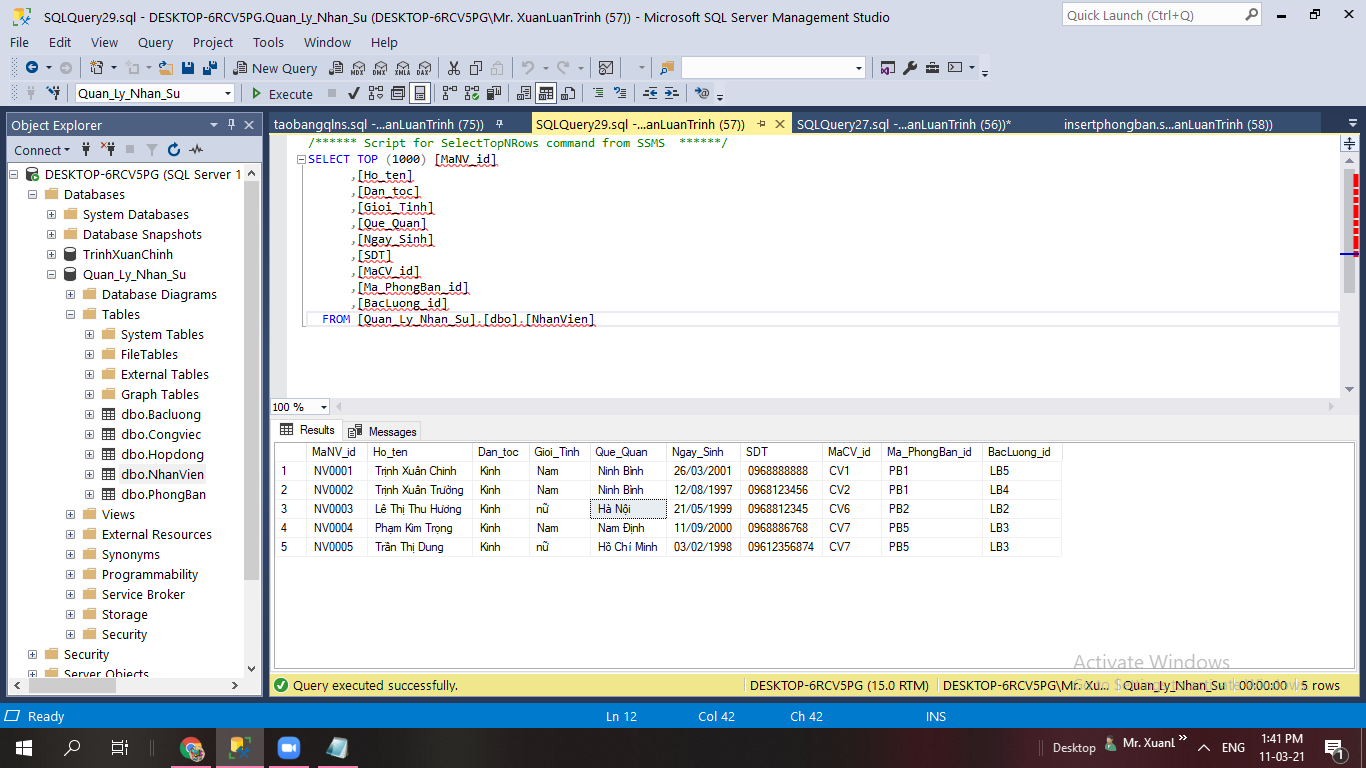 SQLQuery29.sql - DESKTOP-6RCV5PG.Quan_Ly_Nhan_Su (DESKTOP-6RCV5PG\Mr. XuanLuanTrinh (57)) - Microsoft SQL Server Management Studio
Quick Launch (Ctrl+Q)
File Edit View Query Project Tools Window Help
New Query MDX DMX XMLA DAX
Quan_Ly_Nhan_Su Execute
Object Explorer
Connect
DESKTOP-6RCV5PG (SQL Server 1
Databases
System Databases
Database Snapshots
TrinhXuanChinh
Quan_Ly_Nhan_Su
Database Diagrams
Tables
System Tables
FileTables
External Tables
Graph Tables
dbo.Bacluong
dbo.Congviec
dbo.Hopdong
dbo.NhanVien
dbo.PhongBan
Views
External Resources
Synonyms
Programmability
Service Broker
Storage
Security
Security
Server Objects
taobangqlns.sql -...anLuanTrinh (75)) SQLQuery29.sql -...anLuanTrinh (57)) SQLQuery27.sql -...anLuanTrinh (56))* insertphongban.s...anLuanTrinh (58))
/****** Script for SelectTopNRows command from SSMS ******/
SELECT TOP (1000) [MaNV_id]
,[Ho_ten]
,[Dan_toc]
,[Gioi_Tinh]
,[Que_Quan]
,[Ngay_Sinh]
,[SDT]
,[MaCV_id]
,[Ma_PhongBan_id]
,[BacLuong_id]
FROM [Quan_Ly_Nhan_Su].[dbo].[NhanVien]
100 %
Results Messages
MaNV_id Ho_ten Dan_toc Gioi_Tinh Que_Quan Ngay_Sinh SDT MaCV_id Ma_PhongBan_id BacLuong_id
1 NV0001 Trịnh Xuân Chinh Kinh Nam Ninh Bình 26/03/2001 0968888888 CV1 PB1 LB5
2 NV0002 Trịnh Xuân Trường Kinh Nam Ninh Bình 12/08/1997 0968123456 CV2 PB1 LB4
3 NV0003 Lê Thị Thu Hương Kinh nữ Hà Nội 21/05/1999 0968812345 CV6 PB2 LB2
4 NV0004 Phạm Kim Trọng Kinh Nam Nam Định 11/09/2000 0968886768 CV7 PB5 LB3
5 NV0005 Trần Thị Dung Kinh nữ Hồ Chí Minh 03/02/1998 09612356874 CV7 PB5 LB3
Activate Windows
Query executed successfully. DESKTOP-6RCV5PG (15.0 RTM) DESKTOP-6RCV5PG\Mr. Xu... Quan_Ly_Nhan_Su 00:00:00 5 rows
Ready Ln 12 Col 42 Ch 42 INS
Desktop Mr. XuanL ENG 1:41 PM
11-03-21
1